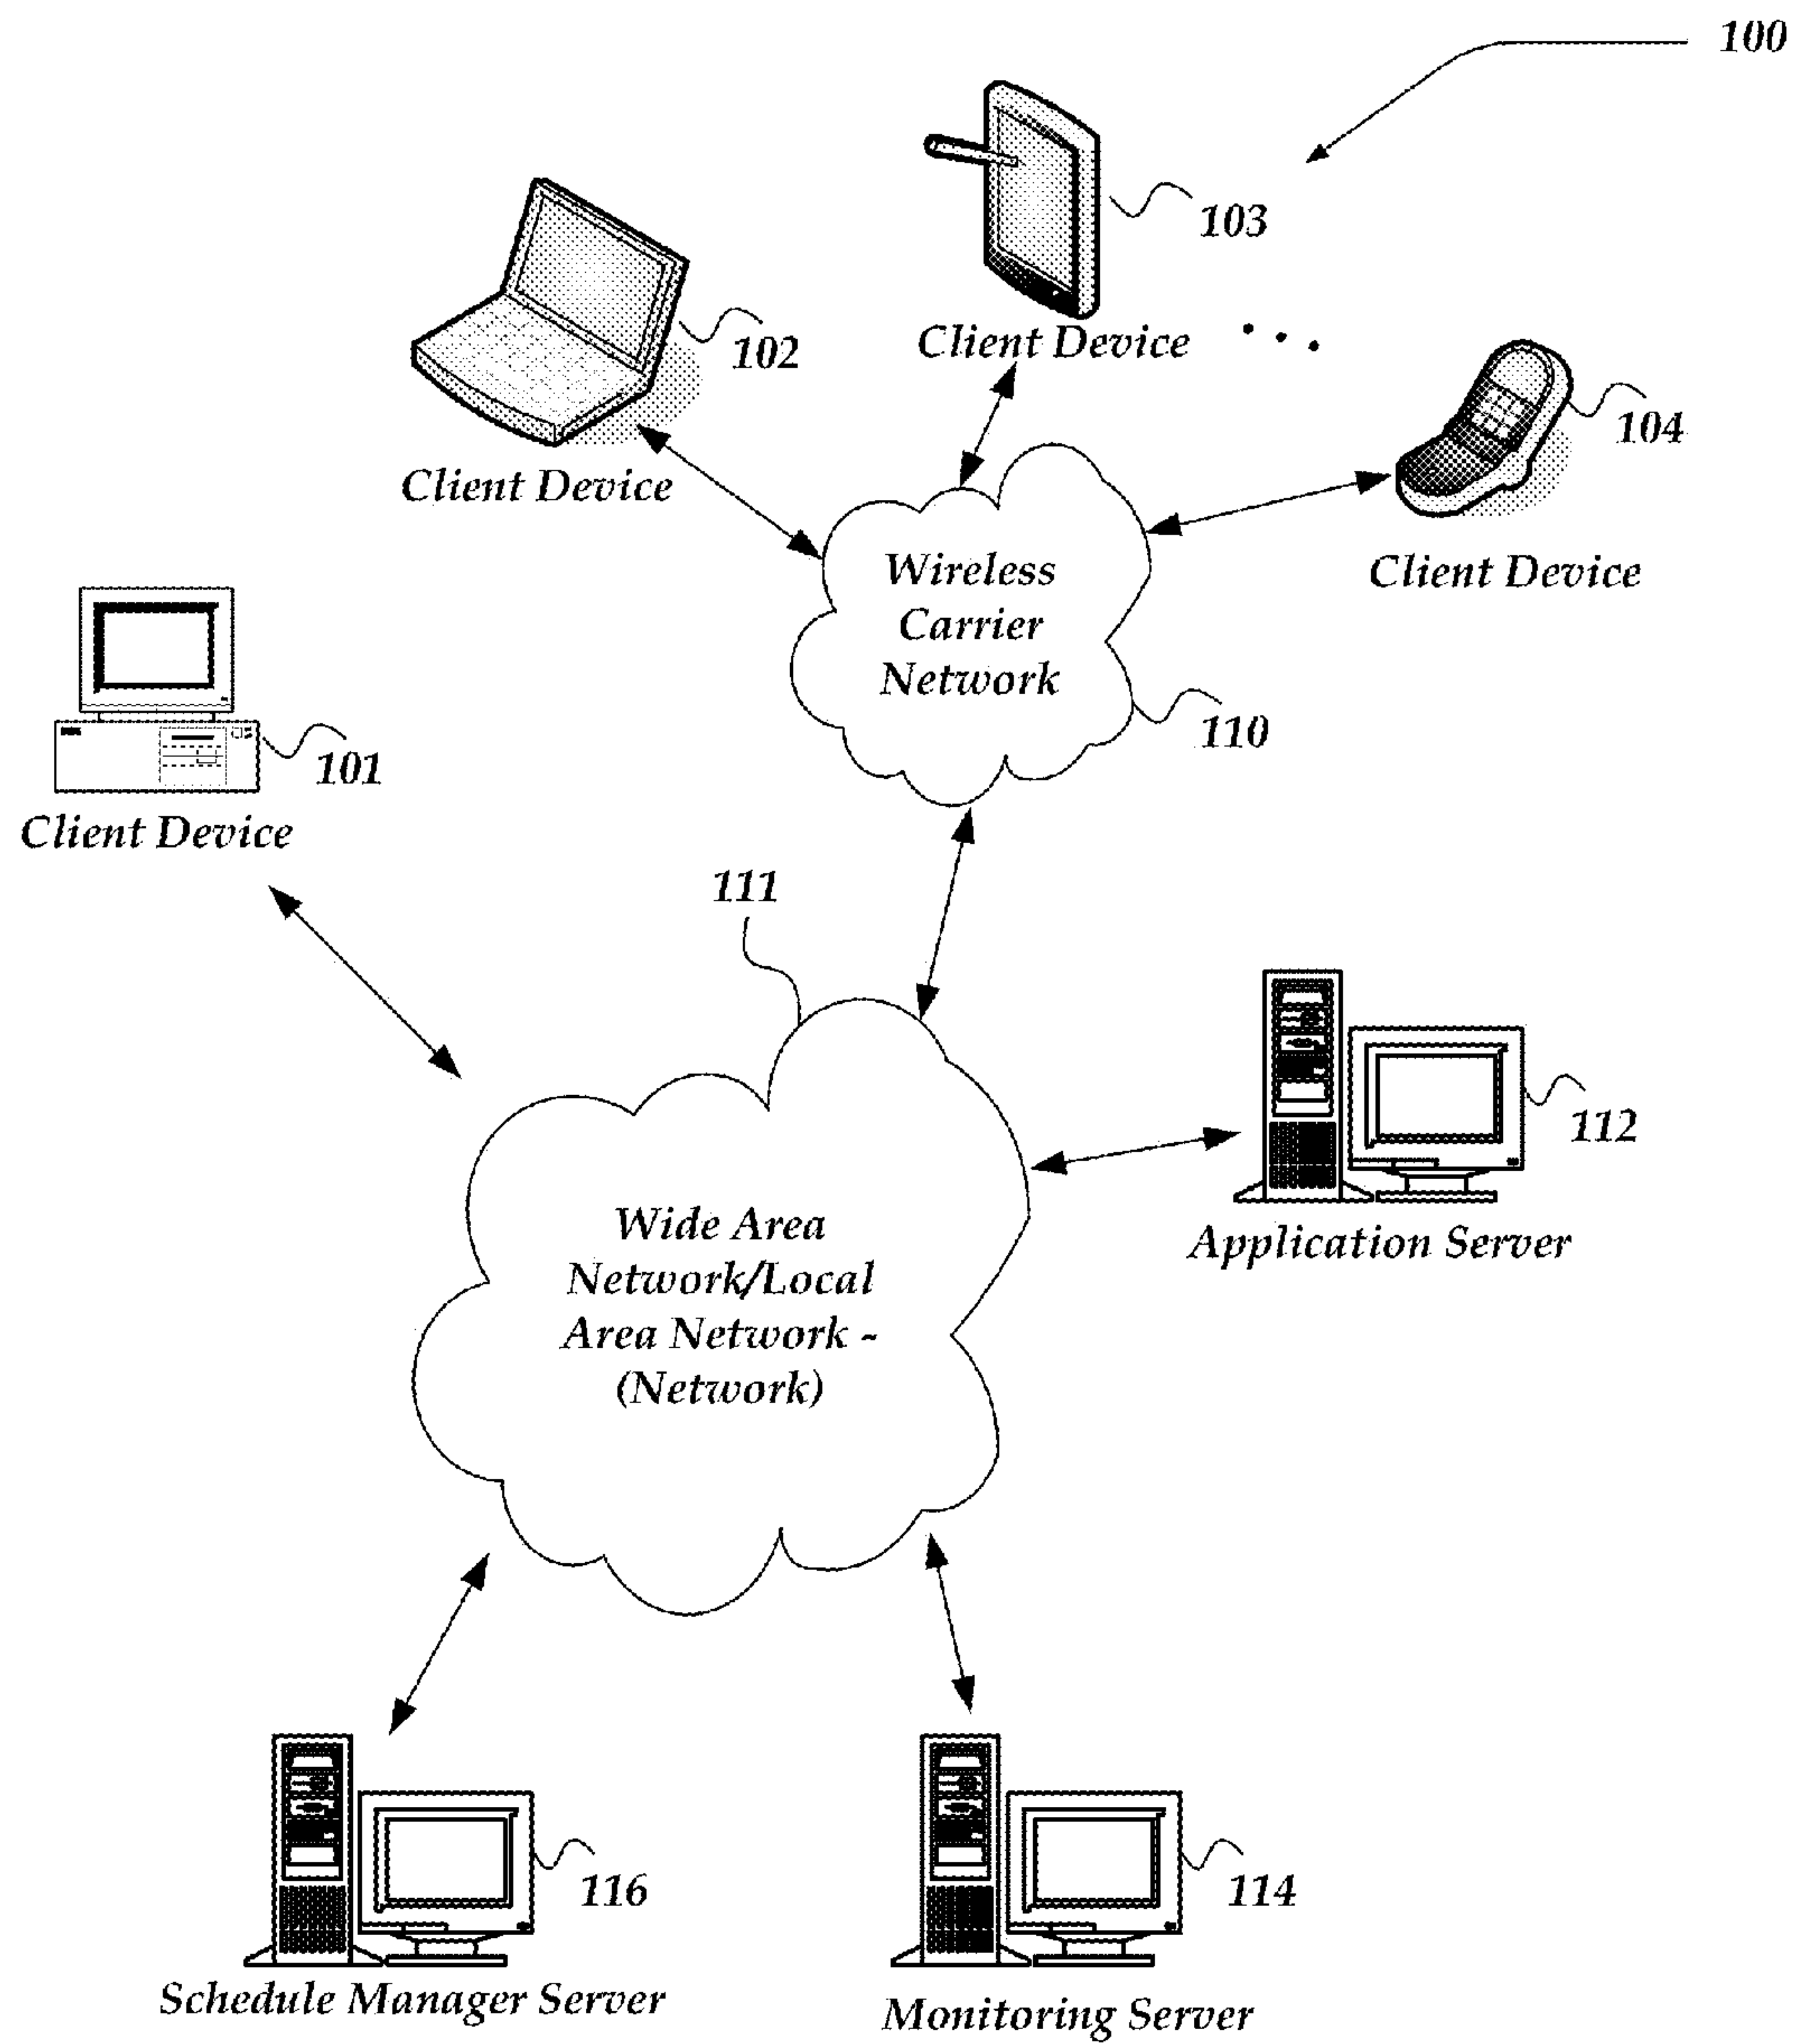 100
103
Client Device
102
Client Device
104
Client Device
Wireless
Carrier
Network
110
101
Client Device
111
112
Application Server
Wide Area
Network/Local
Area Network -
(Network)
116
Schedule Manager Server
114
Monitoring Server